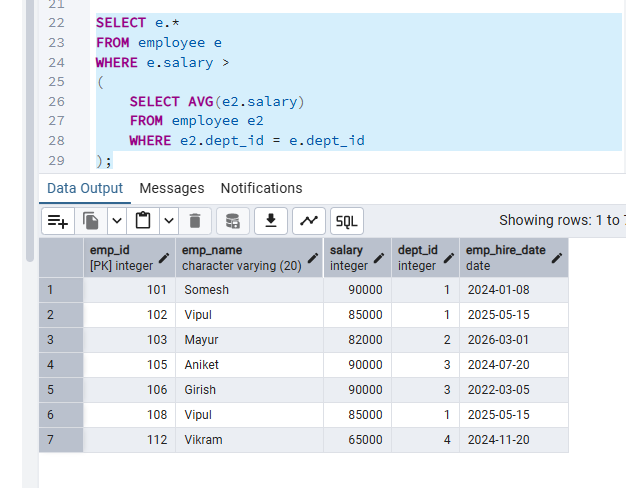 21
22 SELECT e.*
23 FROM employee e
24 WHERE e.salary >
25 (
26 SELECT AVG(e2.salary)
27 FROM employee e2
28 WHERE e2.dept_id = e.dept_id
29 );
Data Output Messages Notifications
SQL Showing rows: 1 to
emp_id emp_name salary dept_id emp_hire_date
[PK] integer character varying (20) integer integer date
1 101 Somesh 90000 1 2024-01-08
2 102 Vipul 85000 1 2025-05-15
3 103 Mayur 82000 2 2026-03-01
4 105 Aniket 90000 3 2024-07-20
5 106 Girish 90000 3 2022-03-05
6 108 Vipul 85000 1 2025-05-15
7 112 Vikram 65000 4 2024-11-20